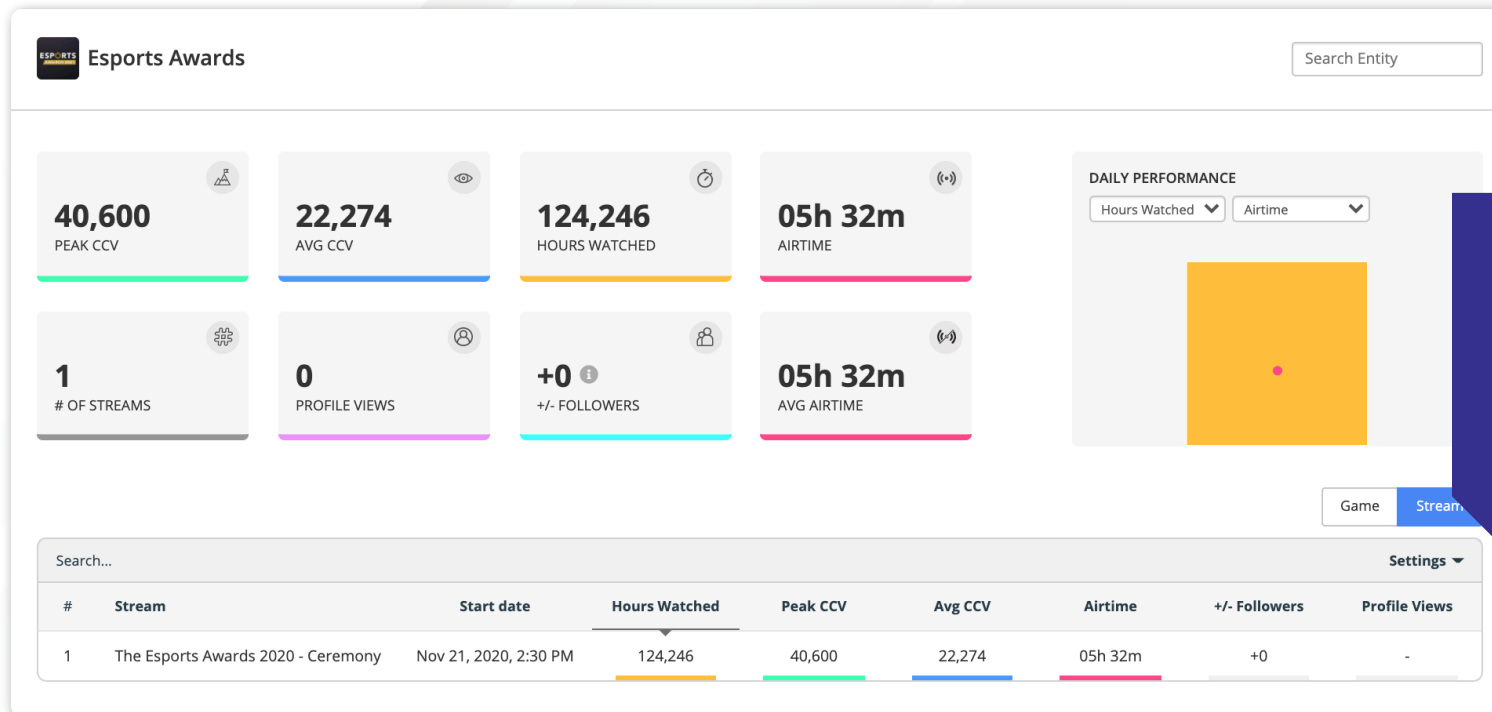 ESPORTS
AWARDS 2021
Esports Awards
Search Entity
40,600
PEAK CCV
22,274
AVG CCV
124,246
HOURS WATCHED
05h 32m
AIRTIME
1
# OF STREAMS
0
PROFILE VIEWS
+0
+/- FOLLOWERS
05h 32m
AVG AIRTIME
DAILY PERFORMANCE
Hours Watched Airtime
Game Stream
Search... Settings
# Stream Start date Hours Watched Peak CCV Avg CCV Airtime +/- Followers Profile Views
1 The Esports Awards 2020 - Ceremony Nov 21, 2020, 2:30 PM 124,246 40,600 22,274 05h 32m +0 -